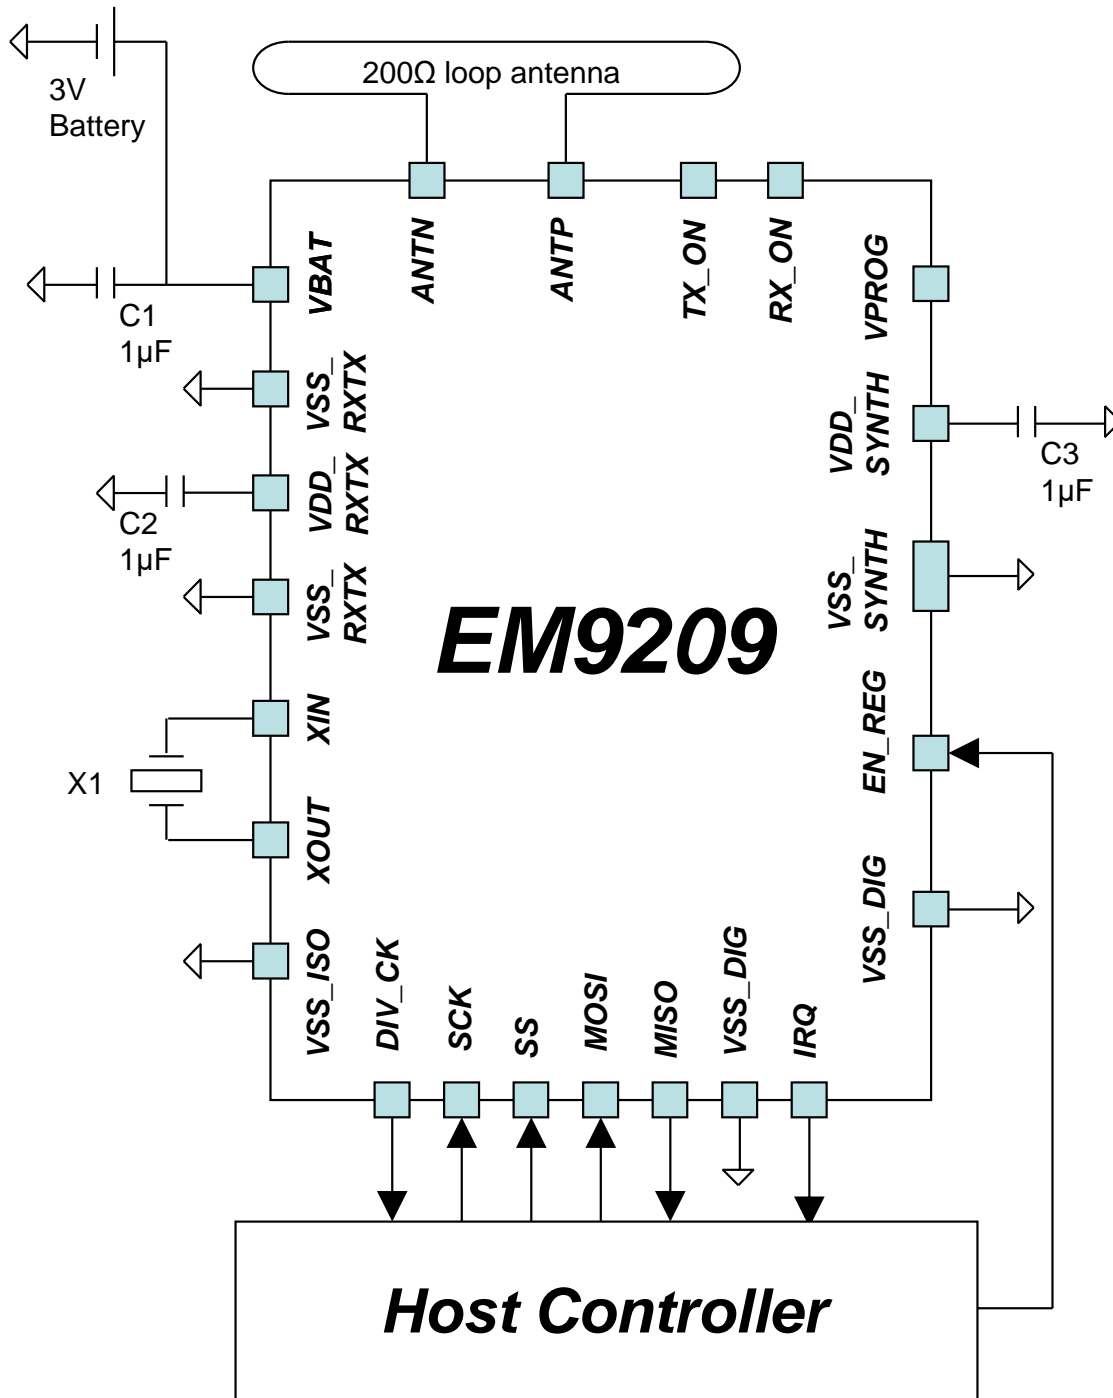 200Ω loop antenna
3V
Battery
ANTN
ANTP
TX_ON
RX_ON
VBAT
VPROG
C1
1µF
VSS_
RXTX
VDD_
SYNTH
C3
1µF
VDD_
RXTX
C2
1µF
VSS_
RXTX
VSS_
SYNTH
EM9209
XIN
EN_REG
X1
XOUT
VSS_DIG
VSS_ISO
DIV_CK
SCK
SS
MOSI
MISO
VSS_DIG
IRQ
Host Controller